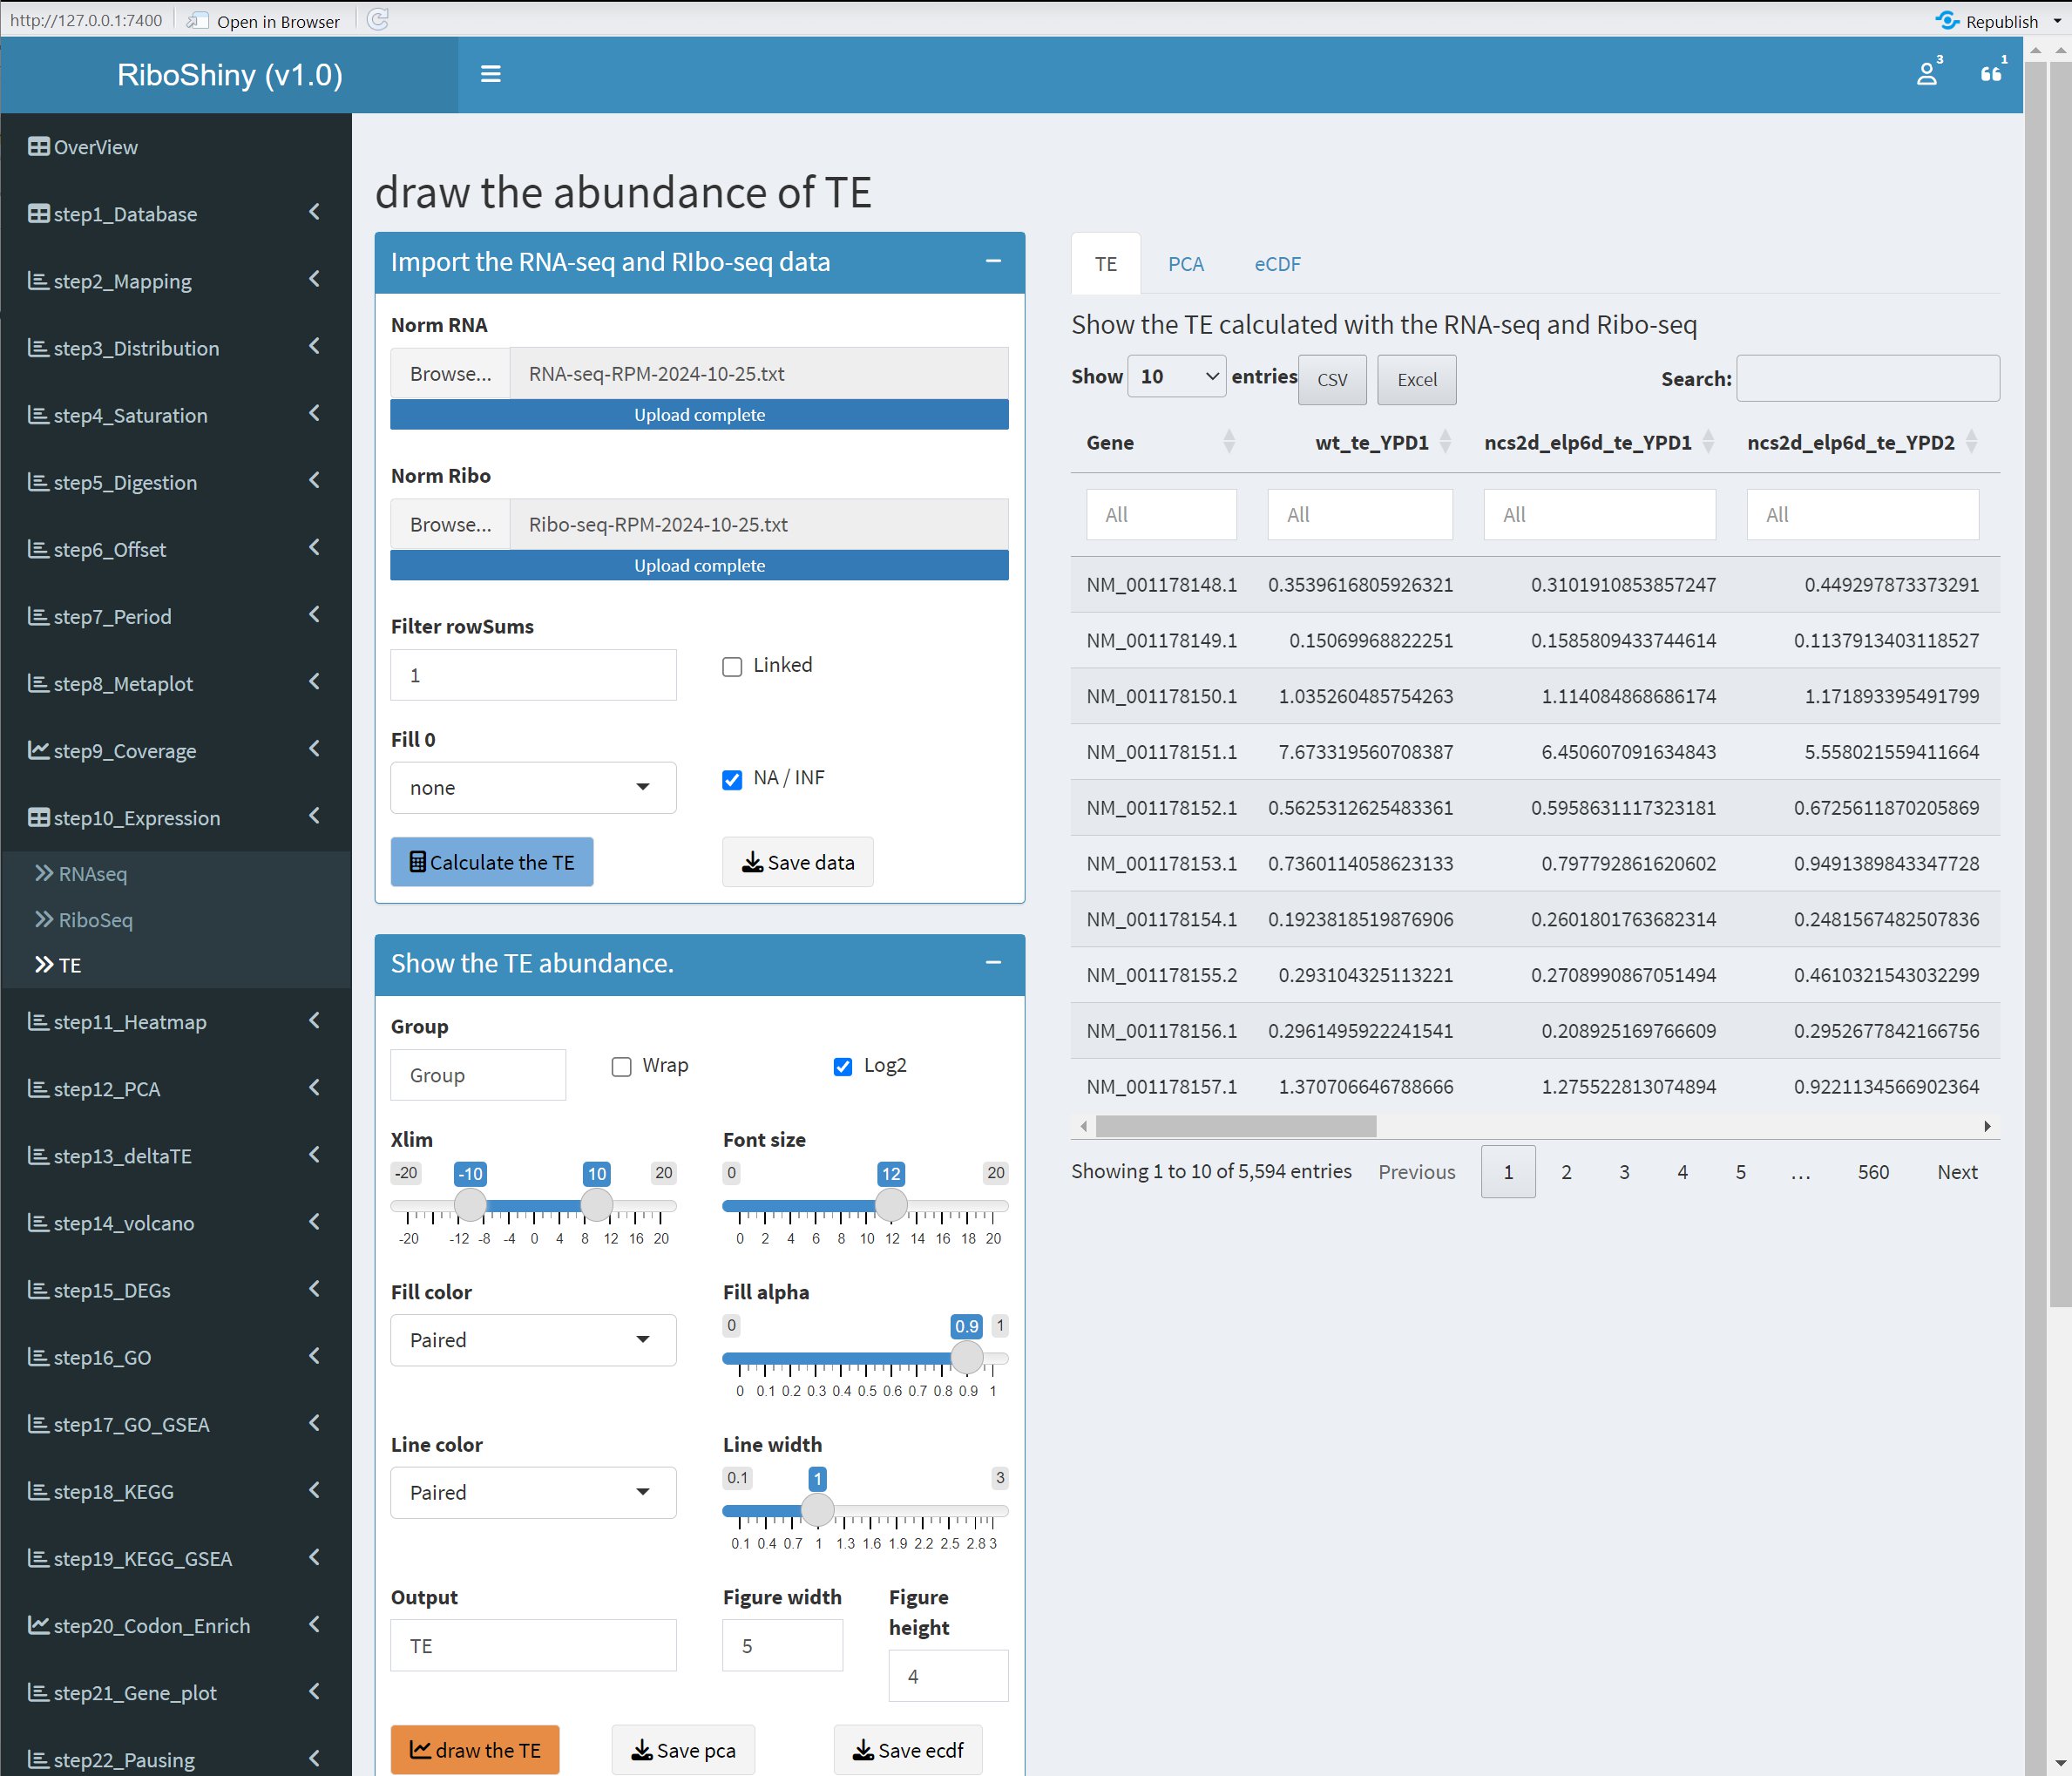 http://127.0.0.1:7400 Open in Browser Republish
RiboShiny (v1.0) 3 1
OverView
step1_Database
step2_Mapping
step3_Distribution
step4_Saturation
step5_Digestion
step6_Offset
step7_Period
step8_Metaplot
step9_Coverage
step10_Expression
RNAseq
RiboSeq
TE
step11_Heatmap
step12_PCA
step13_deltaTE
step14_volcano
step15_DEGs
step16_GO
step17_GO_GSEA
step18_KEGG
step19_KEGG_GSEA
step20_Codon_Enrich
step21_Gene_plot
step22_Pausing
draw the abundance of TE
Import the RNA-seq and RIbo-seq data
Norm RNA
Browse... RNA-seq-RPM-2024-10-25.txt
Upload complete
Norm Ribo
Browse... Ribo-seq-RPM-2024-10-25.txt
Upload complete
Filter rowSums
1 Linked
Fill 0
none NA / INF
Calculate the TE Save data
Show the TE abundance.
Group
Group Wrap Log2
Xlim Font size
-20 -10 10 20 0 12 20
-20 -12 -8 -4 0 4 8 12 16 20 0 2 4 6 8 10 12 14 16 18 20
Fill color Fill alpha
Paired 0 0.9 1
0 0.1 0.2 0.3 0.4 0.5 0.6 0.7 0.8 0.9 1
Line color Line width
Paired 0.1 1 3
0.1 0.4 0.7 1 1.3 1.6 1.9 2.2 2.5 2.8 3
Output Figure width Figure
height
TE 5 4
draw the TE Save pca Save ecdf
TE PCA eCDF
Show the TE calculated with the RNA-seq and Ribo-seq
Show 10 entries CSV Excel Search:
Gene wt_te_YPD1 ncs2d_elp6d_te_YPD1 ncs2d_elp6d_te_YPD2
All All All All
NM_001178148.1 0.3539616805926321 0.3101910853857247 0.449297873373291
NM_001178149.1 0.15069968822251 0.1585809433744614 0.1137913403118527
NM_001178150.1 1.035260485754263 1.114084868686174 1.171893395491799
NM_001178151.1 7.673319560708387 6.450607091634843 5.558021559411664
NM_001178152.1 0.5625312625483361 0.5958631117323181 0.6725611870205869
NM_001178153.1 0.7360114058623133 0.797792861620602 0.9491389843347728
NM_001178154.1 0.1923818519876906 0.2601801763682314 0.2481567482507836
NM_001178155.2 0.293104325113221 0.2708990867051494 0.4610321543032299
NM_001178156.1 0.2961495922241541 0.208925169766609 0.2952677842166756
NM_001178157.1 1.370706646788666 1.275522813074894 0.9221134566902364
Showing 1 to 10 of 5,594 entries Previous 1 2 3 4 5 ... 560 Next